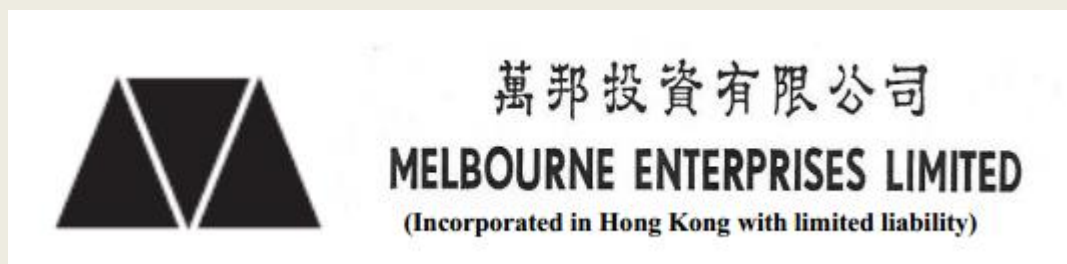 萬邦投資有限公司
MELBOURNE ENTERPRISES LIMITED
(Incorporated in Hong Kong with limited liability)